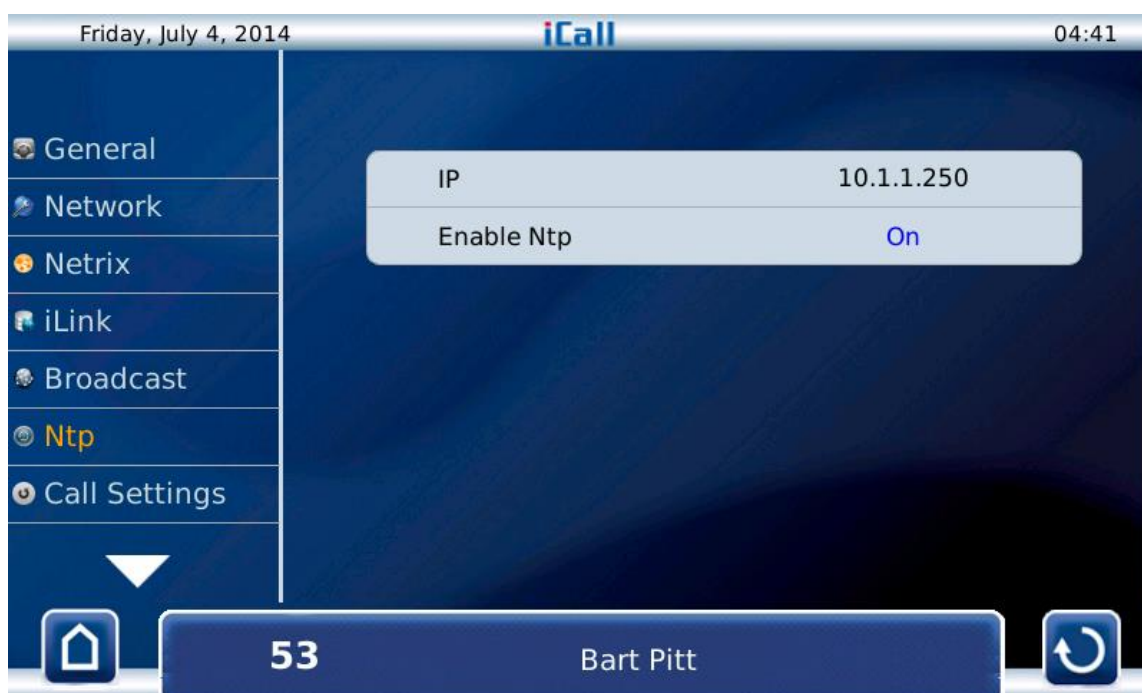 Friday, July 4, 2014 iCall 04:41
General
Network
Netrix
iLink
Broadcast
Ntp
Call Settings
IP 10.1.1.250
Enable Ntp On
53 Bart Pitt